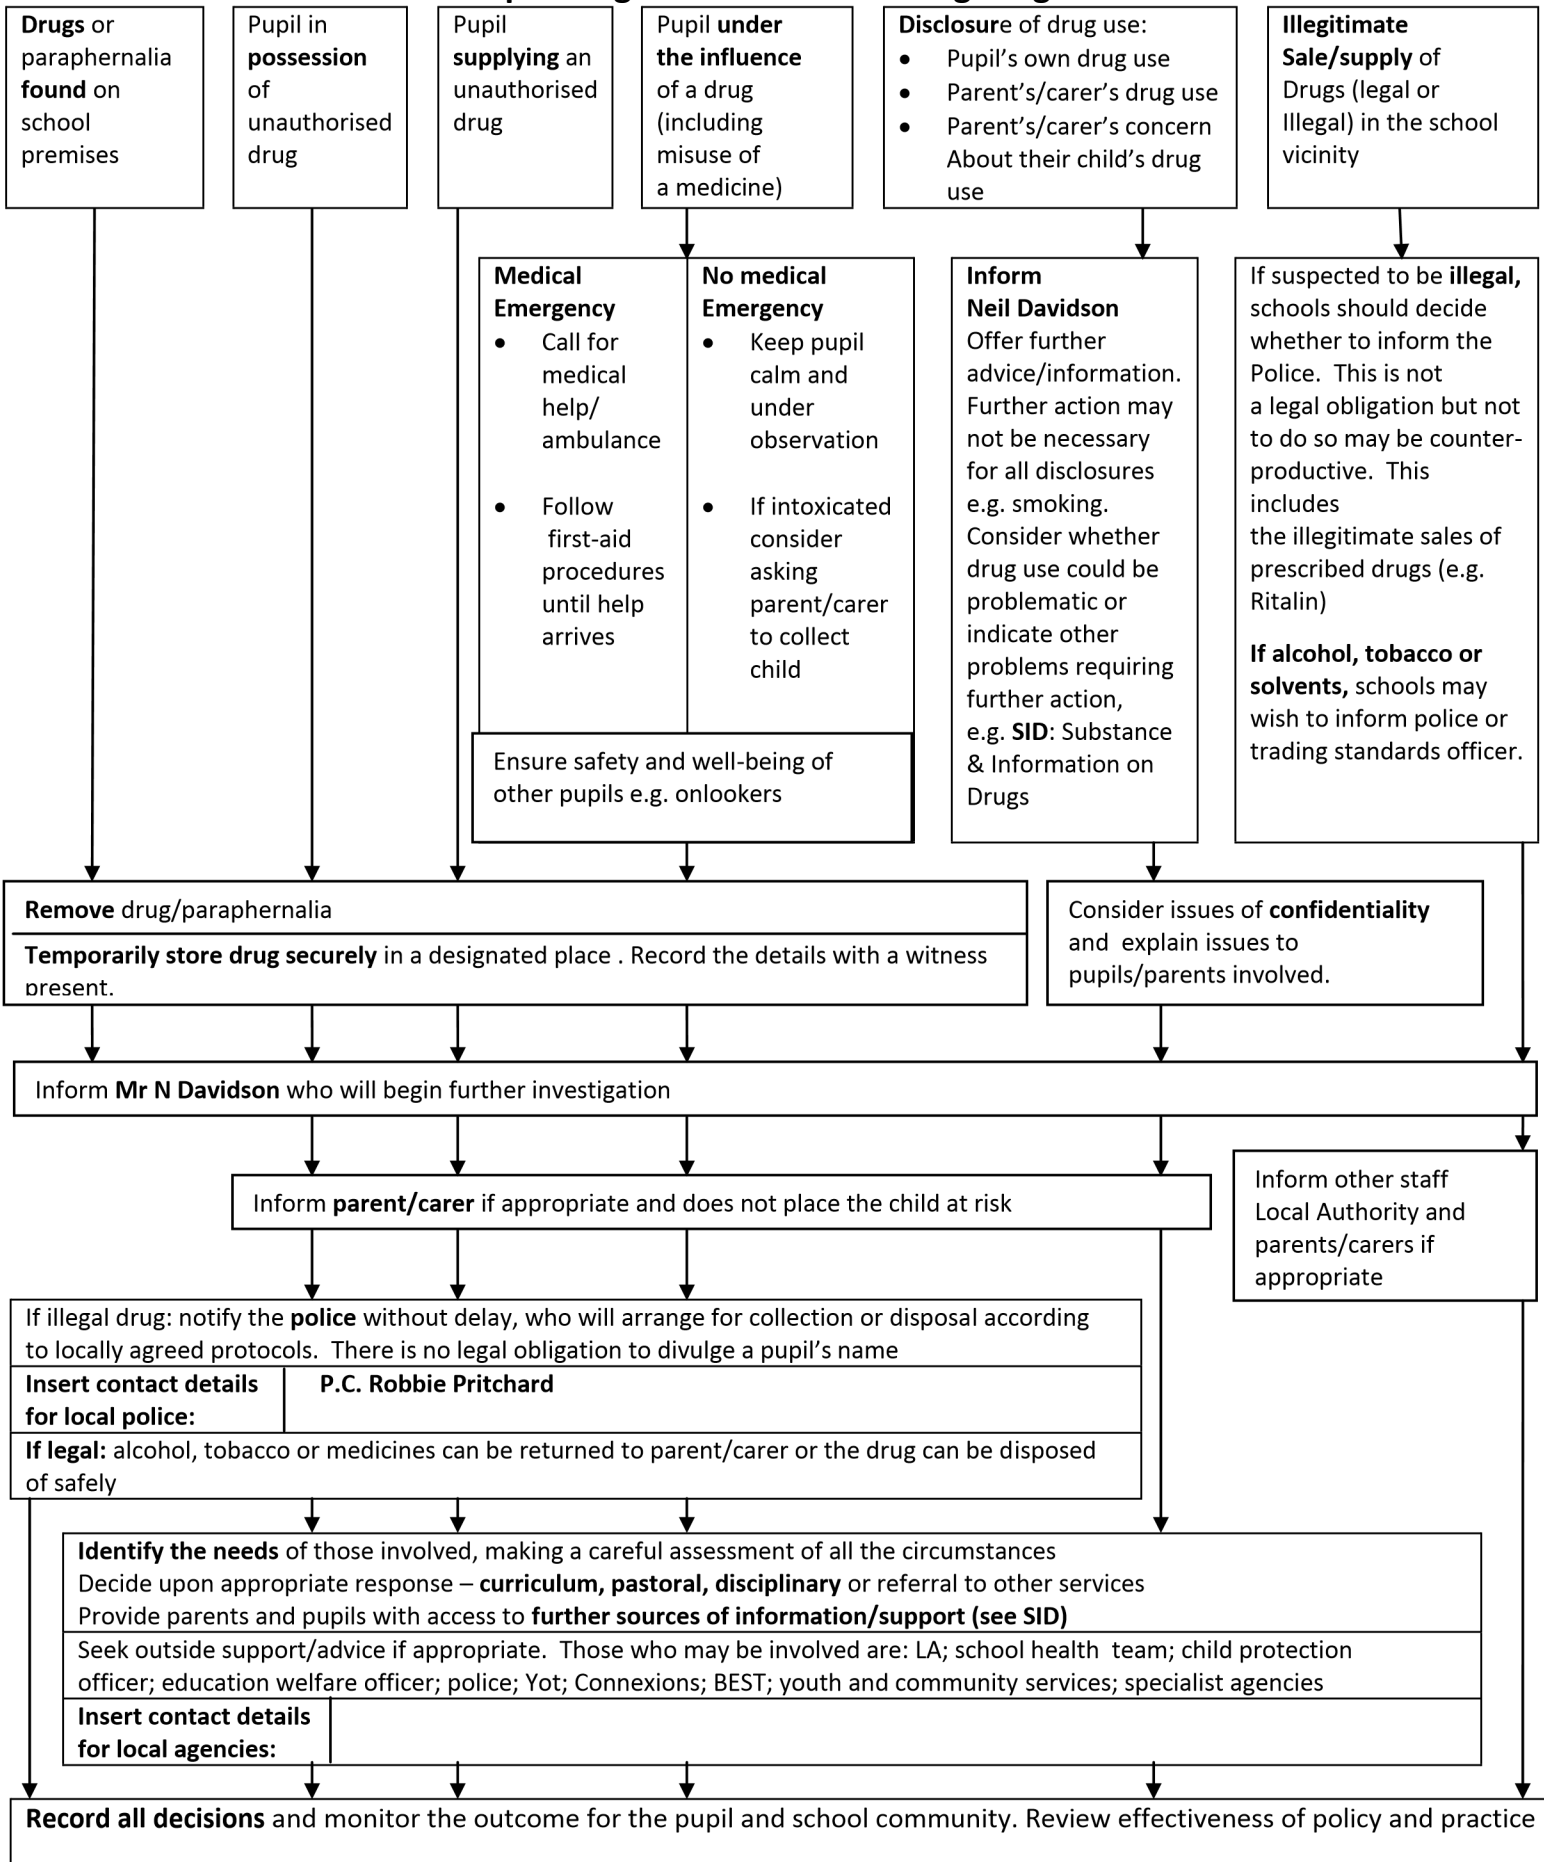 Drugs or
paraphernalia
found on
school
premises
Pupil in
possession
of
unauthorised
drug
Pupil
supplying an
unauthorised
drug
Pupil under
the influence
of a drug
(including
misuse of
a medicine)
Disclosure of drug use:
• Pupil's own drug use
• Parent's/carer's drug use
• Parent's/carer's concern
About their child's drug
use
Illegitimate
Sale/supply of
Drugs (legal or
Illegal) in the school
vicinity
Medical
Emergency
• Call for
medical
help/
ambulance
• Follow
first-aid
procedures
until help
arrives
No medical
Emergency
• Keep pupil
calm and
under
observation
• If intoxicated
consider
asking
parent/carer
to collect
child
Ensure safety and well-being of
other pupils e.g. onlookers
Inform
Neil Davidson
Offer further
advice/information.
Further action may
not be necessary
for all disclosures
e.g. smoking.
Consider whether
drug use could be
problematic or
indicate other
problems requiring
further action,
e.g. SID: Substance
& Information on
Drugs
If suspected to be illegal,
schools should decide
whether to inform the
Police.  This is not
a legal obligation but not
to do so may be counter-
productive.  This
includes
the illegitimate sales of
prescribed drugs (e.g.
Ritalin)
If alcohol, tobacco or
solvents, schools may
wish to inform police or
trading standards officer.
Remove drug/paraphernalia
Temporarily store drug securely in a designated place . Record the details with a witness
present.
Consider issues of confidentiality
and  explain issues to
pupils/parents involved.
Inform Mr N Davidson who will begin further investigation
Inform parent/carer if appropriate and does not place the child at risk
Inform other staff
Local Authority and
parents/carers if
appropriate
If illegal drug: notify the police without delay, who will arrange for collection or disposal according
to locally agreed protocols.  There is no legal obligation to divulge a pupil's name
Insert contact details
for local police:
P.C. Robbie Pritchard
If legal: alcohol, tobacco or medicines can be returned to parent/carer or the drug can be disposed
of safely
Identify the needs of those involved, making a careful assessment of all the circumstances
Decide upon appropriate response – curriculum, pastoral, disciplinary or referral to other services
Provide parents and pupils with access to further sources of information/support (see SID)
Seek outside support/advice if appropriate.  Those who may be involved are: LA; school health  team; child protection
officer; education welfare officer; police; Yot; Connexions; BEST; youth and community services; specialist agencies
Insert contact details
for local agencies:
Record all decisions and monitor the outcome for the pupil and school community. Review effectiveness of policy and practice